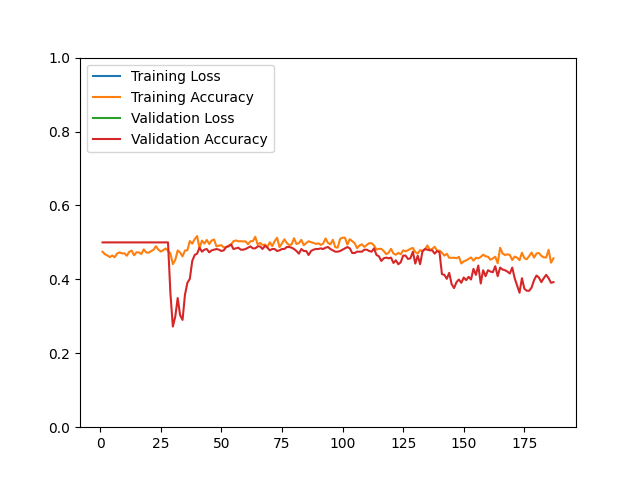 1.0
0.8
0.6
0.4
0.2
0.0
Training Loss
Training Accuracy
Validation Loss
Validation Accuracy
0 25 50 75 100 125 150 175